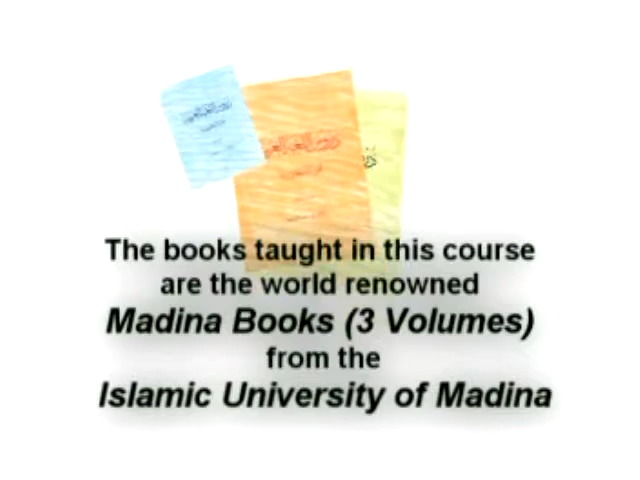 The books taught in this course
are the world renowned
Madina Books (3 Volumes)
from the
Islamic University of Madina